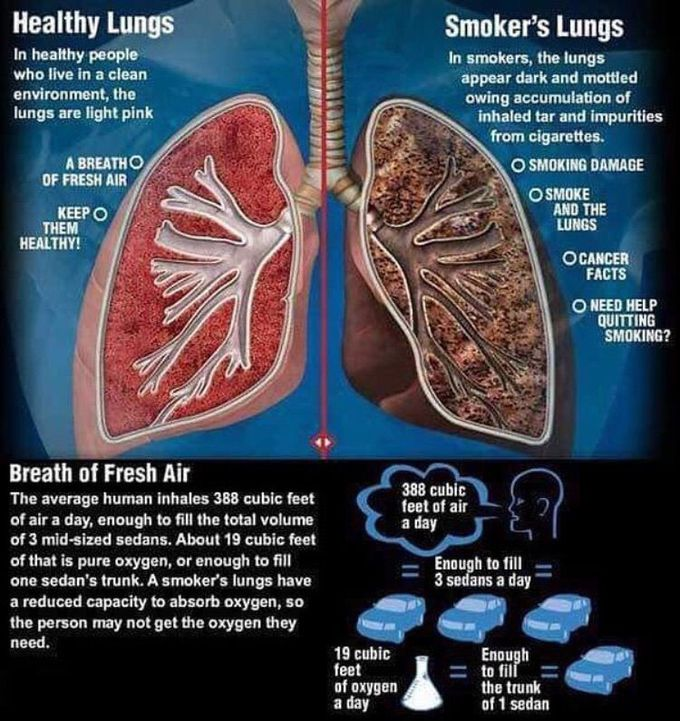 Healthy Lungs
In healthy people
who live in a clean
environment, the
lungs are light pink
A BREATH
OF FRESH AIR
KEEP
THEM
HEALTHY!
Smoker's Lungs
In smokers, the lungs
appear dark and mottled
owing accumulation of
inhaled tar and impurities
from cigarettes.
SMOKING DAMAGE
SMOKE
AND THE
LUNGS
CANCER
FACTS
NEED HELP
QUITTING
SMOKING?
Breath of Fresh Air
The average human inhales 388 cubic feet
of air a day, enough to fill the total volume
of 3 mid-sized sedans. About 19 cubic feet
of that is pure oxygen, or enough to fill
one sedan's trunk. A smoker's lungs have
a reduced capacity to absorb oxygen, so
the person may not get the oxygen they
need.
388 cubic
feet of air
a day
= Enough to fill =
3 sedans a day
19 cubic
feet
of oxygen
a day
= Enough
to fill =
the trunk
of 1 sedan